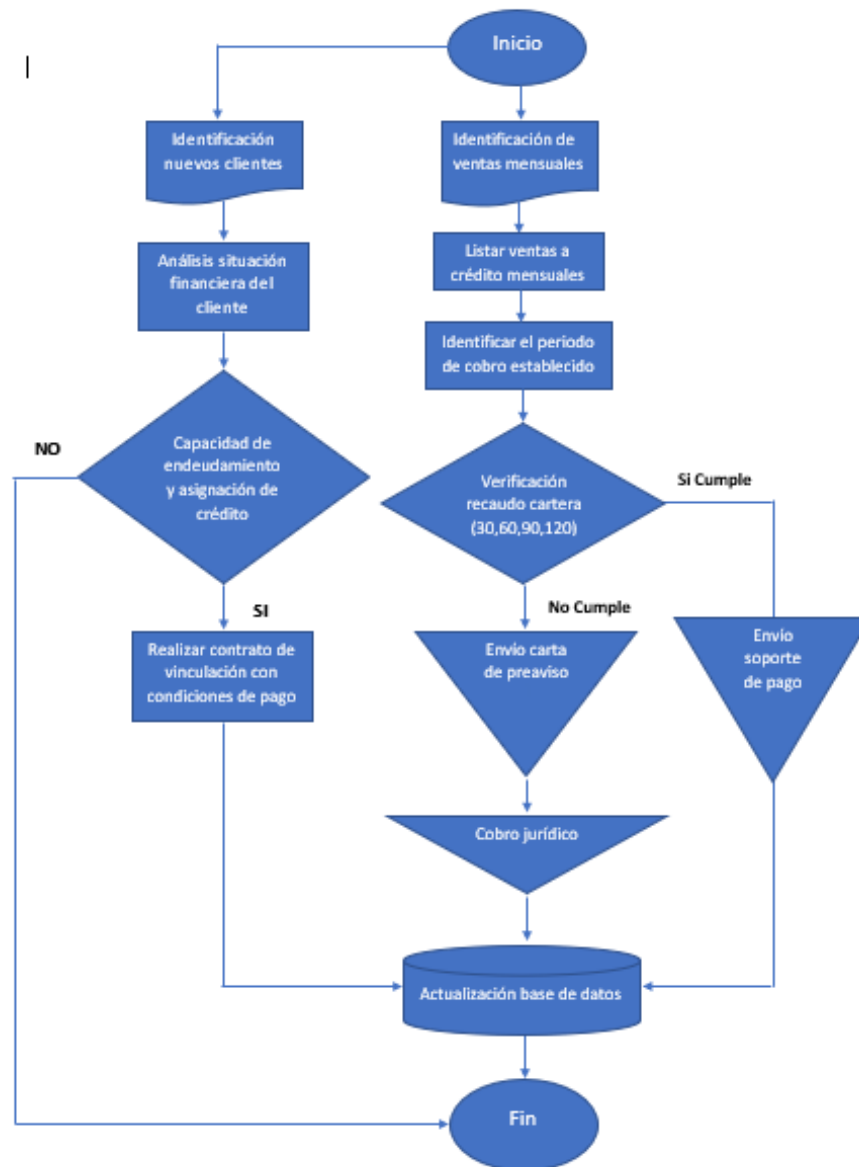 Inicio
Identificación
nuevos clientes
Identificación de
ventas mensuales
Análisis situación
financiera del
cliente
Listar ventas a
crédito mensuales
Identificar el periodo
de cobro establecido
NO
Capacidad de
endeudamiento
y asignación de
crédito
Verificación
recaudo cartera
(30,60,90,120)
Si Cumple
SI
No Cumple
Realizar contrato de
vinculación con
condiciones de pago
Envío carta
de preaviso
Envío
soporte
de pago
Cobro jurídico
Actualización base de datos
Fin